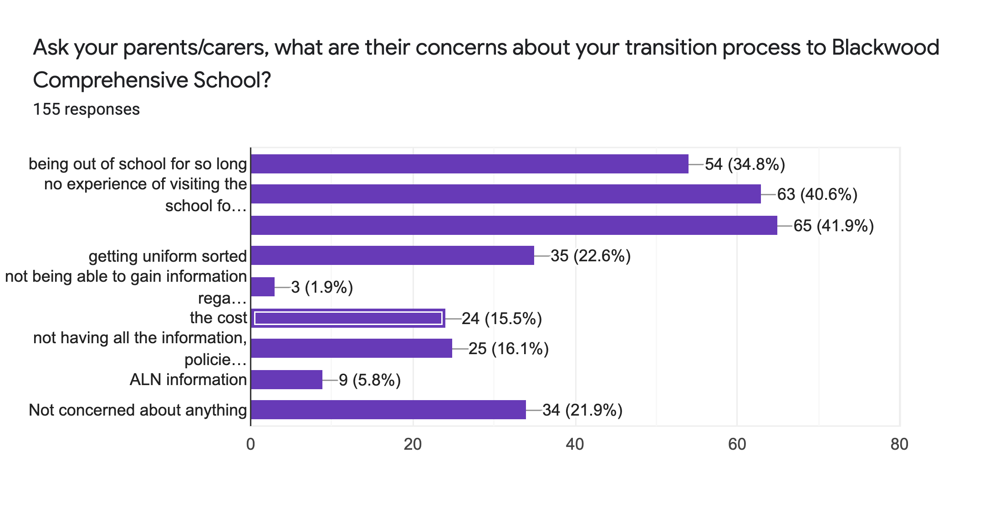 Ask your parents/carers, what are their concerns about your transition process to Blackwood
Comprehensive School?
155 responses
being out of school for so long
54 (34.8%)
no experience of visiting the
school fo…
63 (40.6%)
65 (41.9%)
getting uniform sorted
35 (22.6%)
not being able to gain information
rega…
3 (1.9%)
the cost
24 (15.5%)
not having all the information,
policie…
25 (16.1%)
ALN information
9 (5.8%)
Not concerned about anything
34 (21.9%)
0
20
40
60
80